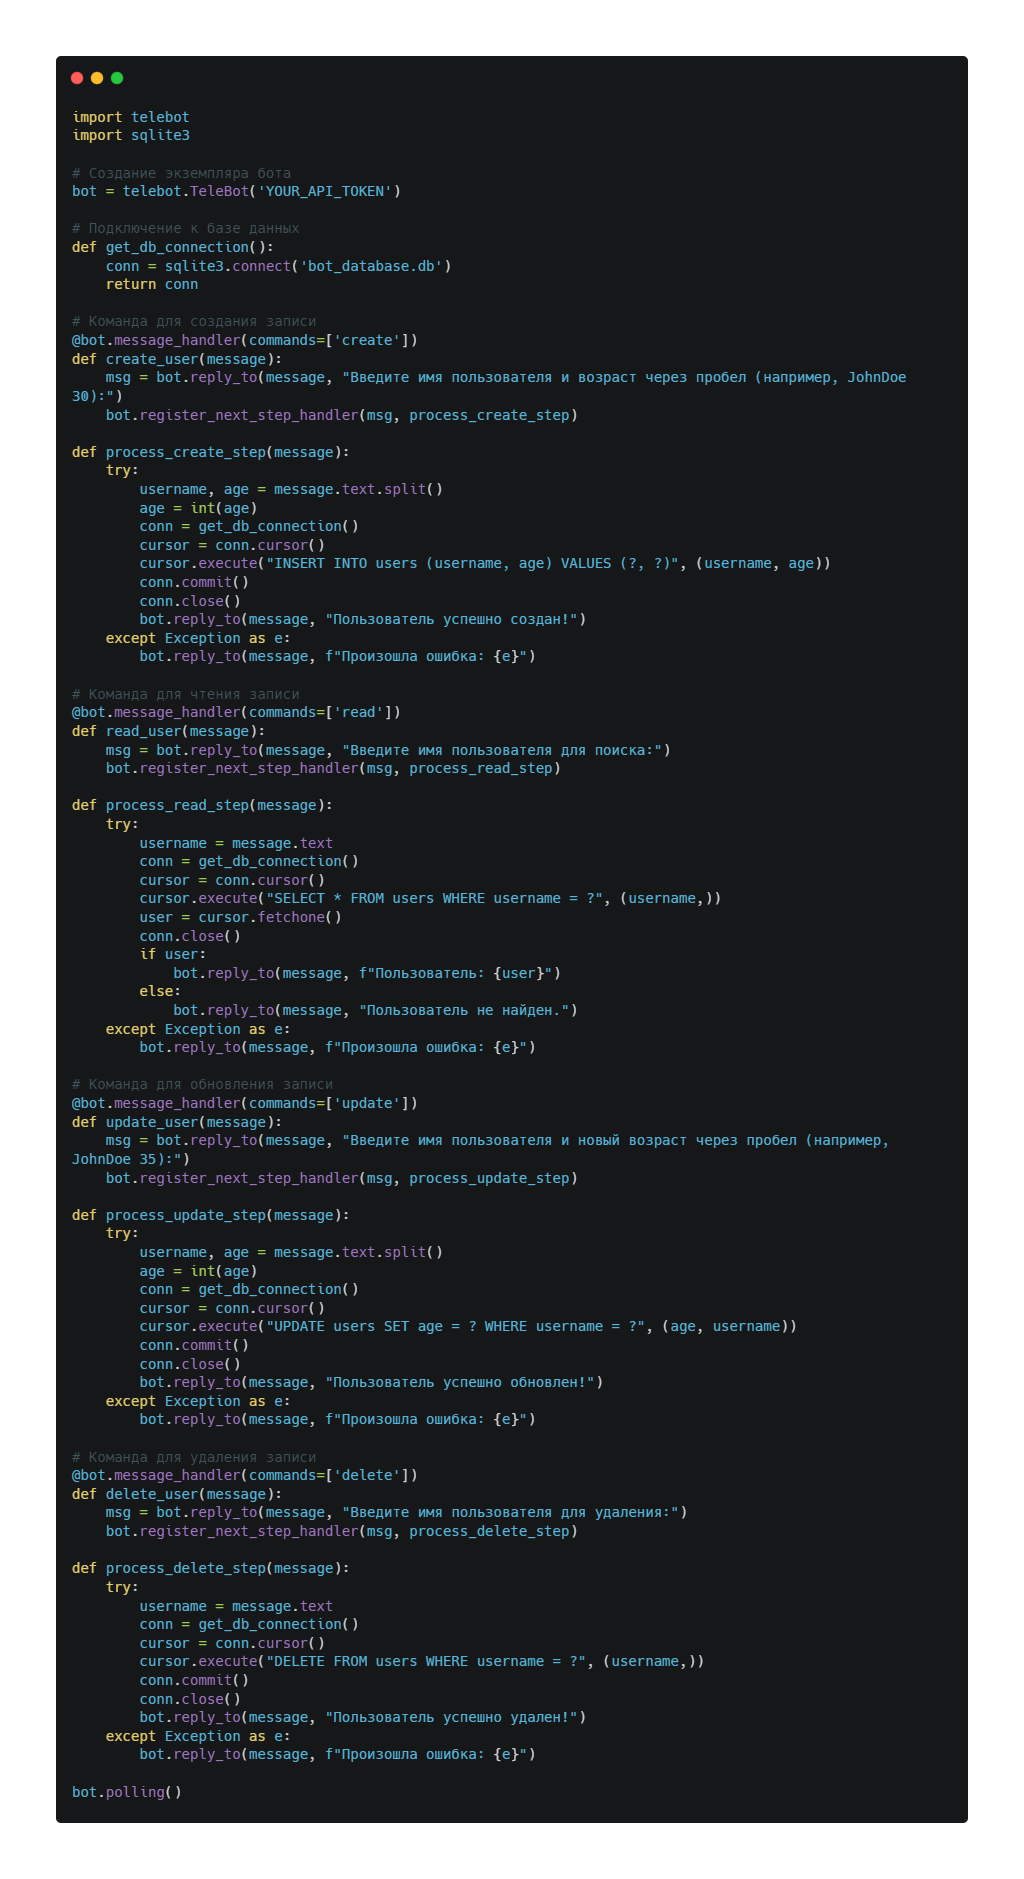 import telebot
import sqlite3

# Создание экземпляра бота
bot = telebot.TeleBot('YOUR_API_TOKEN')

# Подключение к базе данных
def get_db_connection():
    conn = sqlite3.connect('bot_database.db')
    return conn

# Команда для создания записи
@bot.message_handler(commands=['create'])
def create_user(message):
    msg = bot.reply_to(message, "Введите имя пользователя и возраст через пробел (например, JohnDoe
30):")
    bot.register_next_step_handler(msg, process_create_step)

def process_create_step(message):
    try:
        username, age = message.text.split()
        age = int(age)
        conn = get_db_connection()
        cursor = conn.cursor()
        cursor.execute("INSERT INTO users (username, age) VALUES (?, ?)", (username, age))
        conn.commit()
        conn.close()
        bot.reply_to(message, "Пользователь успешно создан!")
    except Exception as e:
        bot.reply_to(message, f"Произошла ошибка: {e}")

# Команда для чтения записи
@bot.message_handler(commands=['read'])
def read_user(message):
    msg = bot.reply_to(message, "Введите имя пользователя для поиска:")
    bot.register_next_step_handler(msg, process_read_step)

def process_read_step(message):
    try:
        username = message.text
        conn = get_db_connection()
        cursor = conn.cursor()
        cursor.execute("SELECT * FROM users WHERE username = ?", (username,))
        user = cursor.fetchone()
        conn.close()
        if user:
            bot.reply_to(message, f"Пользователь: {user}")
        else:
            bot.reply_to(message, "Пользователь не найден.")
    except Exception as e:
        bot.reply_to(message, f"Произошла ошибка: {e}")

# Команда для обновления записи
@bot.message_handler(commands=['update'])
def update_user(message):
    msg = bot.reply_to(message, "Введите имя пользователя и новый возраст через пробел (например,
JohnDoe 35):")
    bot.register_next_step_handler(msg, process_update_step)

def process_update_step(message):
    try:
        username, age = message.text.split()
        age = int(age)
        conn = get_db_connection()
        cursor = conn.cursor()
        cursor.execute("UPDATE users SET age = ? WHERE username = ?", (age, username))
        conn.commit()
        conn.close()
        bot.reply_to(message, "Пользователь успешно обновлен!")
    except Exception as e:
        bot.reply_to(message, f"Произошла ошибка: {e}")

# Команда для удаления записи
@bot.message_handler(commands=['delete'])
def delete_user(message):
    msg = bot.reply_to(message, "Введите имя пользователя для удаления:")
    bot.register_next_step_handler(msg, process_delete_step)

def process_delete_step(message):
    try:
        username = message.text
        conn = get_db_connection()
        cursor = conn.cursor()
        cursor.execute("DELETE FROM users WHERE username = ?", (username,))
        conn.commit()
        conn.close()
        bot.reply_to(message, "Пользователь успешно удален!")
    except Exception as e:
        bot.reply_to(message, f"Произошла ошибка: {e}")

bot.polling()